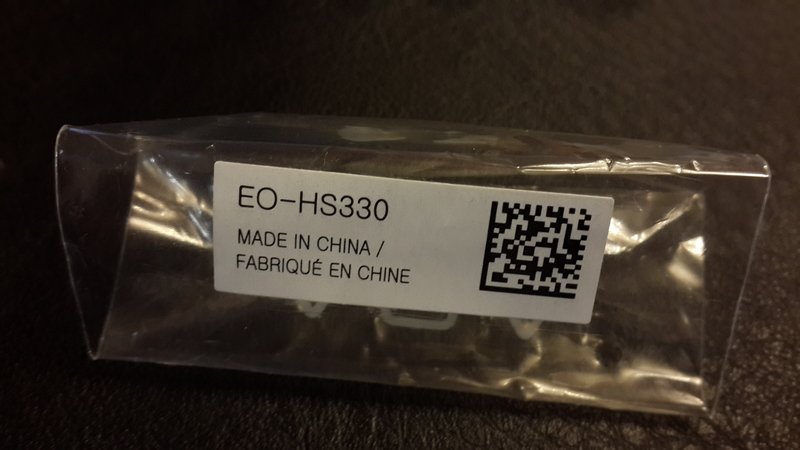 EO-HS330
MADE IN CHINA /
FABRIQUÉ EN CHINE